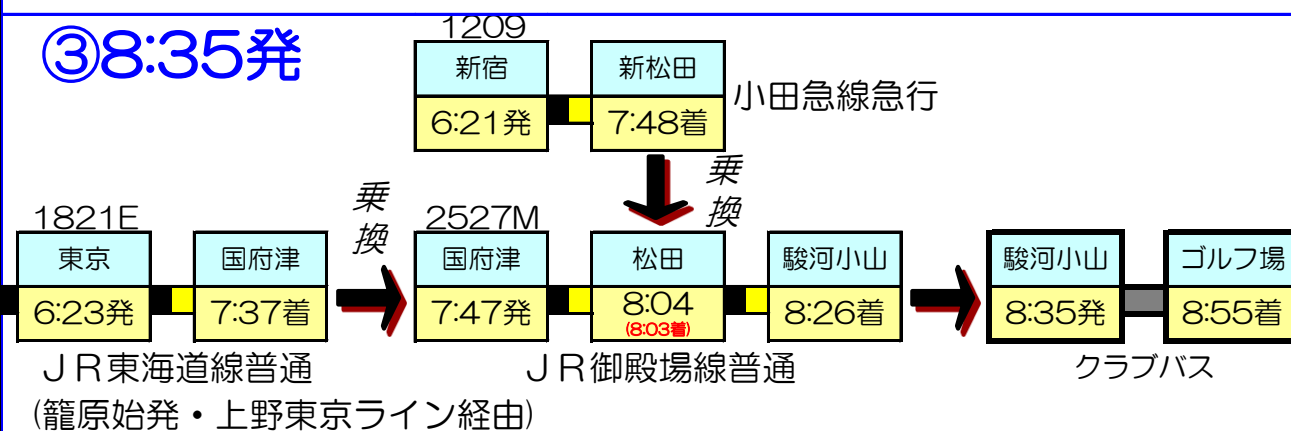 ③8:35発
1209
新宿 新松田
6:21発 7:48着
小田急線急行
乗換
乗換
1821E
東京 国府津
6:23発 7:37着
2527M
国府津 松田 駿河小山
7:47発 8:04 8:26着
(8:03着)
駿河小山 ゴルフ場
8:35発 8:55着
JR東海道線普通
JR御殿場線普通
クラブバス
(籠原始発・上野東京ライン経由)